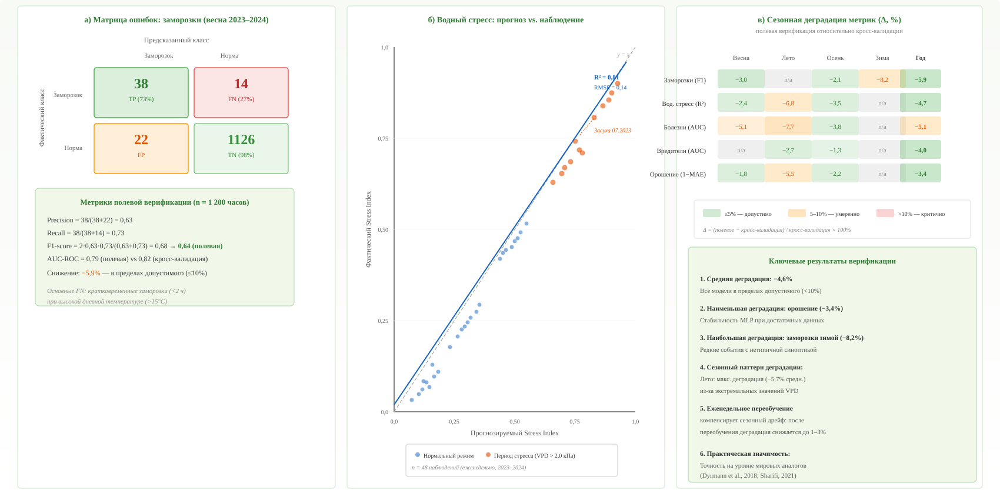 а) Матрица ошибок: заморозки (весна 2023–2024)
Предсказанный класс
Заморозок Норма
Фактический класс
Заморозок
38
TP (73%)
14
FN (27%)
Норма
22
FP
1126
TN (98%)
Метрики полевой верификации (n = 1 200 часов)
Precision = 38/(38+22) = 0,63
Recall = 38/(38+14) = 0,73
F1-score = 2·0,63·0,73/(0,63+0,73) = 0,68 → 0,64 (полевая)
AUC-ROC = 0,79 (полевая) vs 0,82 (кросс-валидация)
Снижение: −5,9% — в пределах допустимого (≤10%)
Основные FN: кратковременные заморозки (<2 ч)
при высокой дневной температуре (>15°C)
б) Водный стресс: прогноз vs. наблюдение
1,0
0,75
0,50
0,25
0,0
Фактический Stress Index
y = x
R² = 0,81
RMSE = 0,14
Засуха 07.2023
0,0 0,25 0,50 0,75 1,0
Прогнозируемый Stress Index
Нормальный режим Период стресса (VPD > 2,0 кПа)
n = 48 наблюдений (еженедельно, 2023–2024)
в) Сезонная деградация метрик (Δ, %)
полевая верификация относительно кросс-валидации
Весна Лето Осень Зима Год
Заморозки (F1) −3,0 n/a −2,1 −8,2 −5,9
Вод. стресс (R²) −2,4 −6,8 −3,5 n/a −4,7
Болезни (AUC) −5,1 −7,7 −3,8 n/a −5,1
Вредители (AUC) n/a −2,7 −1,3 n/a −4,0
Орошение (1−MAE) −1,8 −5,5 −2,2 n/a −3,4
≤5% — допустимо 5–10% — умеренно >10% — критично
Δ = (полевое − кросс-валидация) / кросс-валидация × 100%
Ключевые результаты верификации
1. Средняя деградация: −4,6%
Все модели в пределах допустимого (<10%)
2. Наименьшая деградация: орошение (−3,4%)
Стабильность MLP при достаточных данных
3. Наибольшая деградация: заморозки зимой (−8,2%)
Редкие события с нетипичной синоптикой
4. Сезонный паттерн деградации:
Лето: макс. деградация (−5,7% средн.)
из-за экстремальных значений VPD
5. Еженедельное переобучение
компенсирует сезонный дрейф: после
переобучения деградация снижается до 1–3%
6. Практическая значимость:
Точность на уровне мировых аналогов
(Dyrmann et al., 2018; Sharifi, 2021)